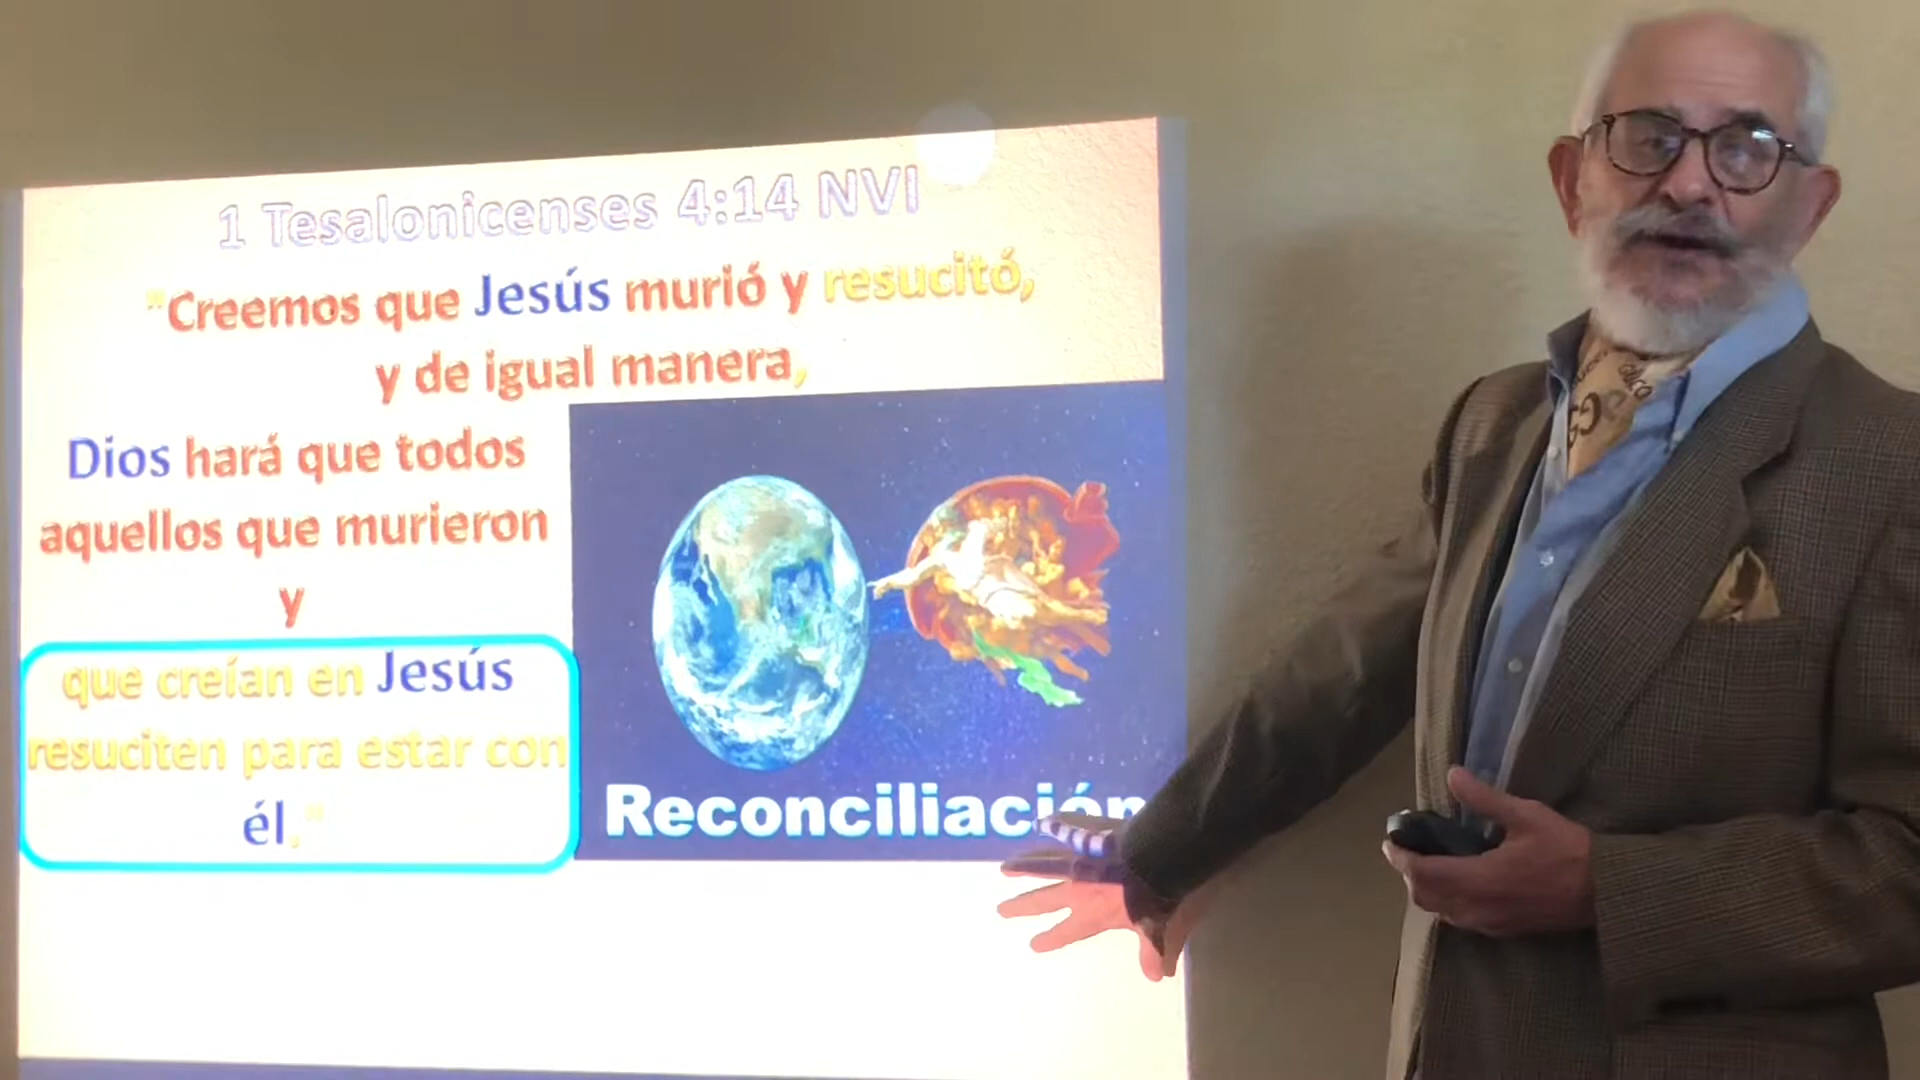 1 Tesalonicenses 4:14 NVI
"Creemos que Jesús murió y resucitó,
y de igual manera,
Dios hará que todos
aquellos que murieron
y
que creían en Jesús
resuciten para estar con
él."
Reconciliación